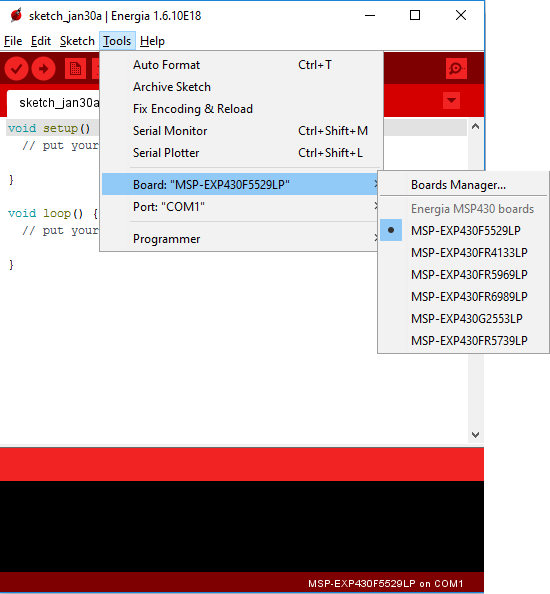 sketch_jan30a | Energia 1.6.10E18
File Edit Sketch Tools Help
sketch_jan30a
Auto Format Ctrl+T
Archive Sketch
Fix Encoding & Reload
Serial Monitor Ctrl+Shift+M
Serial Plotter Ctrl+Shift+L
Board: "MSP-EXP430F5529LP"
Port: "COM1"
Programmer
Boards Manager...
Energia MSP430 boards
MSP-EXP430F5529LP
MSP-EXP430FR4133LP
MSP-EXP430FR5969LP
MSP-EXP430FR6989LP
MSP-EXP430G2553LP
MSP-EXP430FR5739LP
void setup()
// put your
}
void loop() {
// put your
}
MSP-EXP430F5529LP on COM1